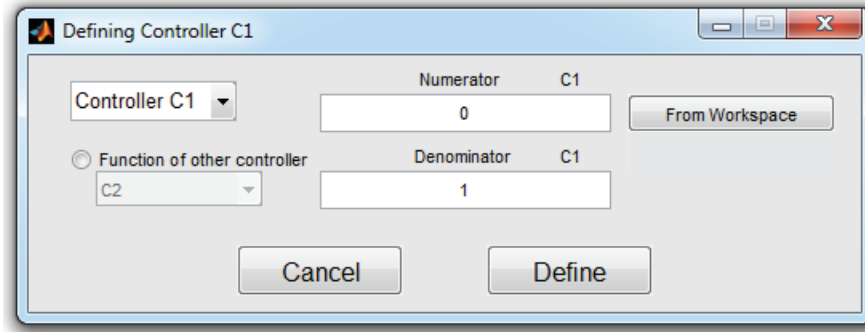 Defining Controller C1
Controller C1
Numerator C1
0
From Workspace
Function of other controller
C2
Denominator C1
1
Cancel Define